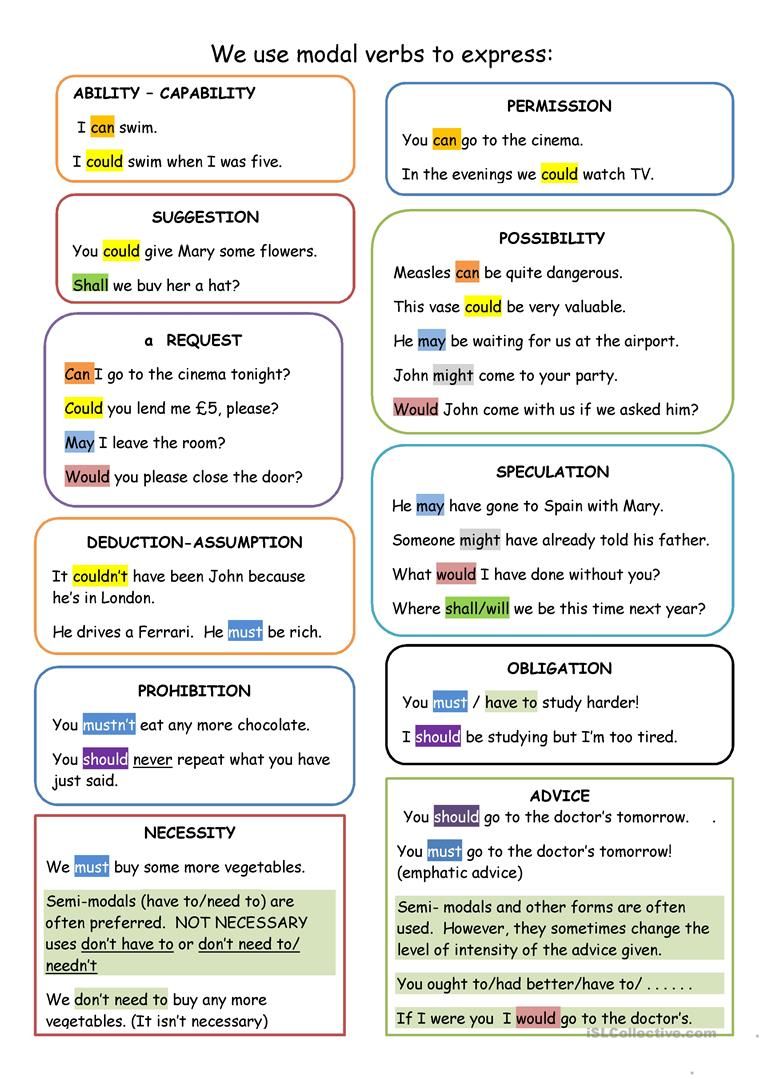 We use modal verbs to express:
ABILITY – CAPABILITY
I can swim.
I could swim when I was five.
PERMISSION
You can go to the cinema.
In the evenings we could watch TV.
SUGGESTION
You could give Mary some flowers.
Shall we buy her a hat?
POSSIBILITY
Measles can be quite dangerous.
This vase could be very valuable.
He may be waiting for us at the airport.
John might come to your party.
Would John come with us if we asked him?
a REQUEST
Can I go to the cinema tonight?
Could you lend me £5, please?
May I leave the room?
Would you please close the door?
SPECULATION
He may have gone to Spain with Mary.
Someone might have already told his father.
What would I have done without you?
Where shall/will we be this time next year?
DEDUCTION-ASSUMPTION
It couldn't have been John because
he's in London.
He drives a Ferrari. He must be rich.
OBLIGATION
You must / have to study harder!
I should be studying but I'm too tired.
PROHIBITION
You mustn't eat any more chocolate.
You should never repeat what you have
just said.
ADVICE
You should go to the doctor's tomorrow. .
You must go to the doctor's tomorrow!
(emphatic advice)
Semi- modals and other forms are often
used. However, they sometimes change the
level of intensity of the advice given.
You ought to/had better/have to/ . . . . . .
If I were you I would go to the doctor's.
NECESSITY
We must buy some more vegetables.
Semi-modals (have to/need to) are
often preferred. NOT NECESSARY
uses don't have to or don't need to/
needn't
We don't need to buy any more
vegetables. (It isn't necessary)
iSLCollective.com